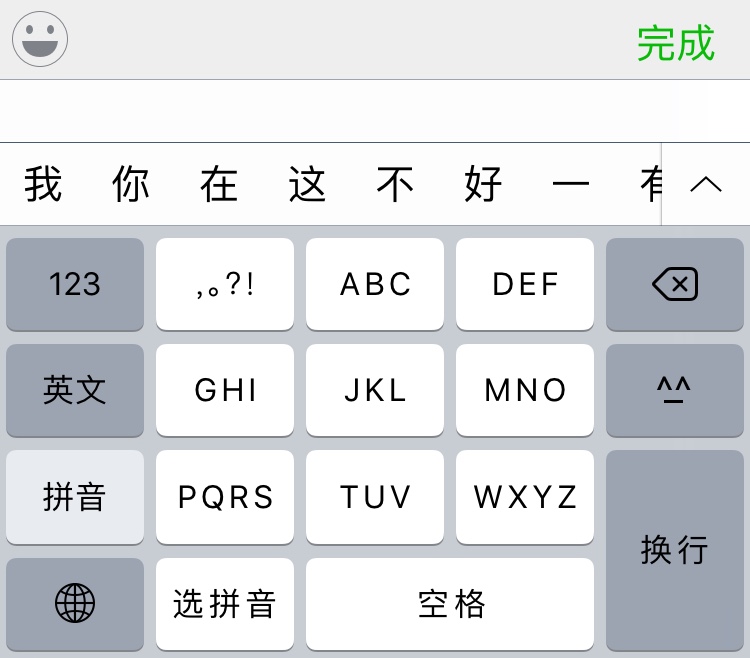 完成
我 你 在 这 不 好 一 有
123 ,。?! ABC DEF
英文 GHI JKL MNO ^^
拼音 PQRS TUV WXYZ
换行
选拼音 空格